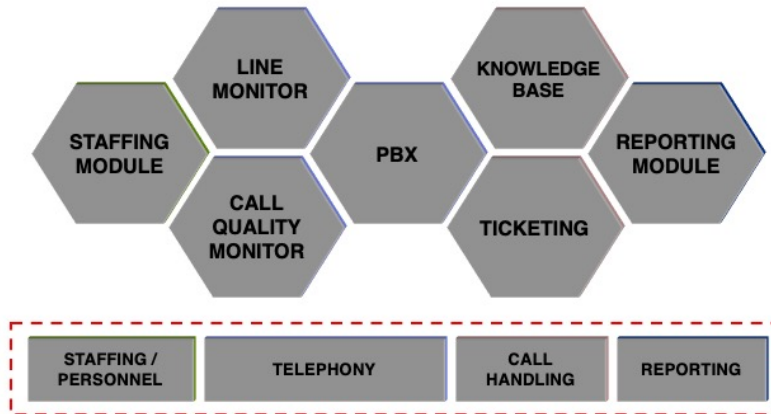 LINE
MONITOR
KNOWLEDGE
BASE
STAFFING
MODULE
PBX
REPORTING
MODULE
CALL
QUALITY
MONITOR
TICKETING
STAFFING /
PERSONNEL
TELEPHONY
CALL
HANDLING
REPORTING